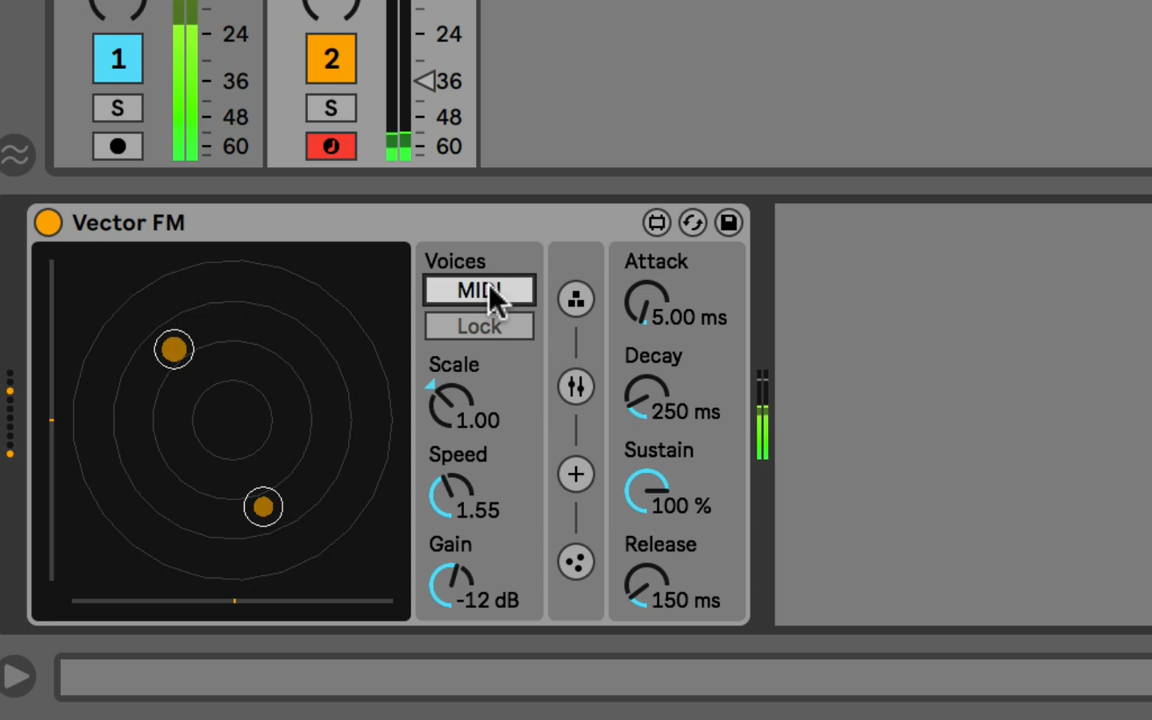 1
24
36
S
48
60
2
24
36
S
48
60
Vector FM
Voices
MIDI
Lock
Scale
1.00
Speed
1.55
Gain
-12 dB
Attack
5.00 ms
Decay
250 ms
Sustain
100 %
Release
150 ms